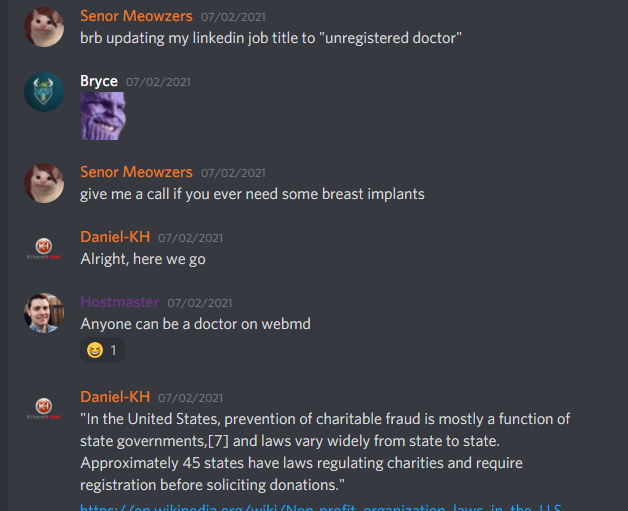 Senor Meowzers 07/02/2021
brb updating my linkedin job title to "unregistered doctor"
Bryce 07/02/2021
Senor Meowzers 07/02/2021
give me a call if you ever need some breast implants
KH
Daniel-KH 07/02/2021
Alright, here we go
Hostmaster 07/02/2021
Anyone can be a doctor on webmd
1
KH
Daniel-KH 07/02/2021
"In the United States, prevention of charitable fraud is mostly a function of
state governments,[7] and laws vary widely from state to state.
Approximately 45 states have laws regulating charities and require
registration before soliciting donations."
https://en.wikipedia.org/wiki/Non-profit_organization_laws_in_the_U.S.